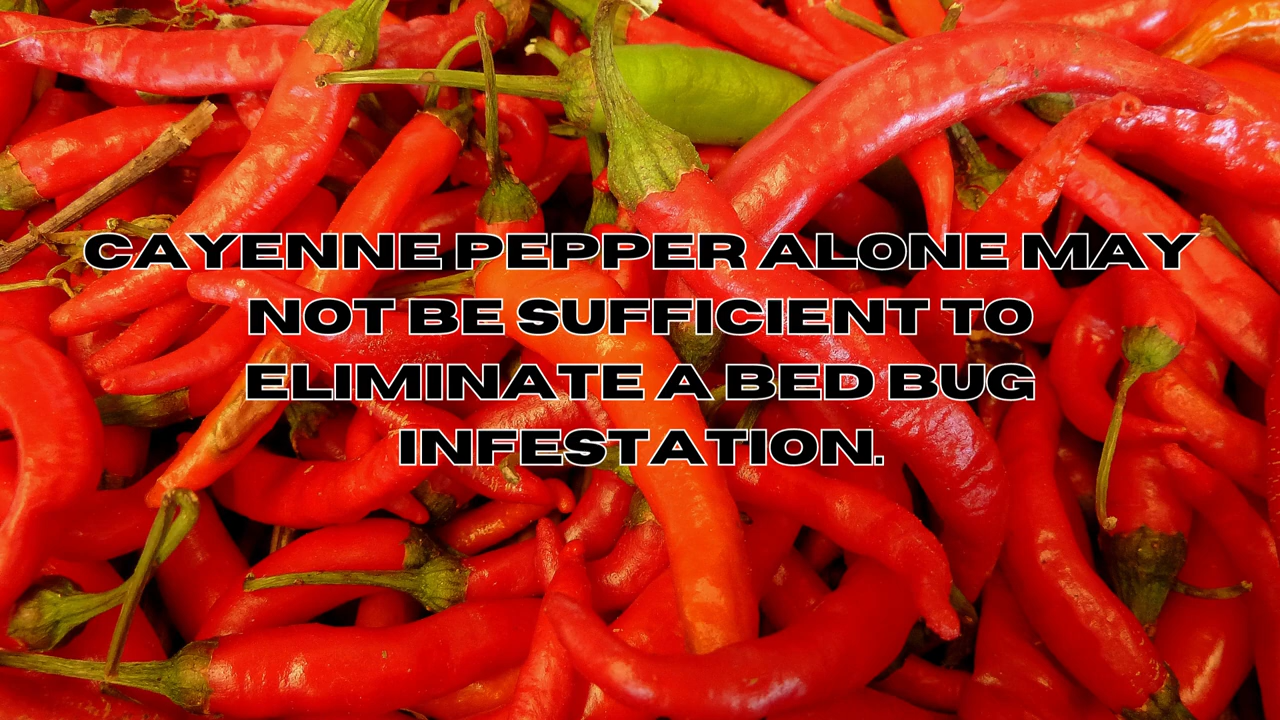 CAYENNE PEPPER ALONE MAY
NOT BE SUFFICIENT TO
ELIMINATE A BED BUG
INFESTATION.